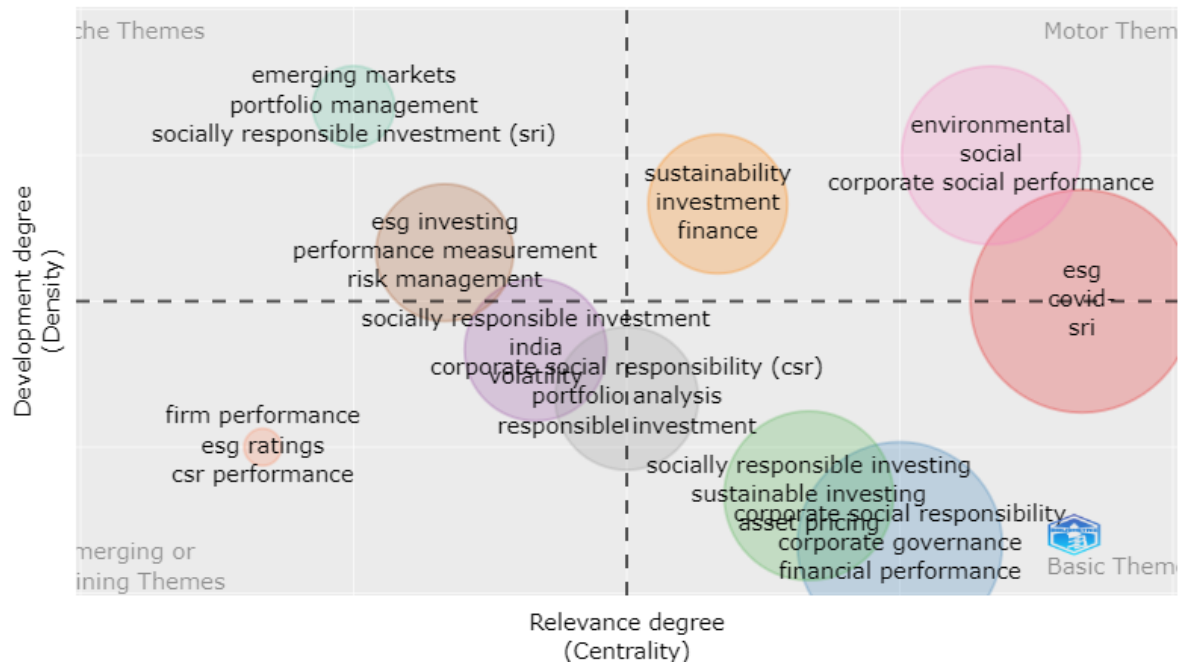 che Themes
Motor Them
emerging markets
portfolio management
socially responsible investment (sri)
environmental
social
corporate social performance
sustainability
investment
finance
esg investing
performance measurement
risk management
esg
covid-
sri
socially responsible investment
india
volatility
corporate social responsibility (csr)
portfolio analysis
responsible investment
firm performance
esg ratings
csr performance
socially responsible investing
sustainable investing
asset pricing
corporate social responsibility
corporate governance
financial performance
merging or
ining Themes
Basic Theme
Development degree
(Density)
Relevance degree
(Centrality)